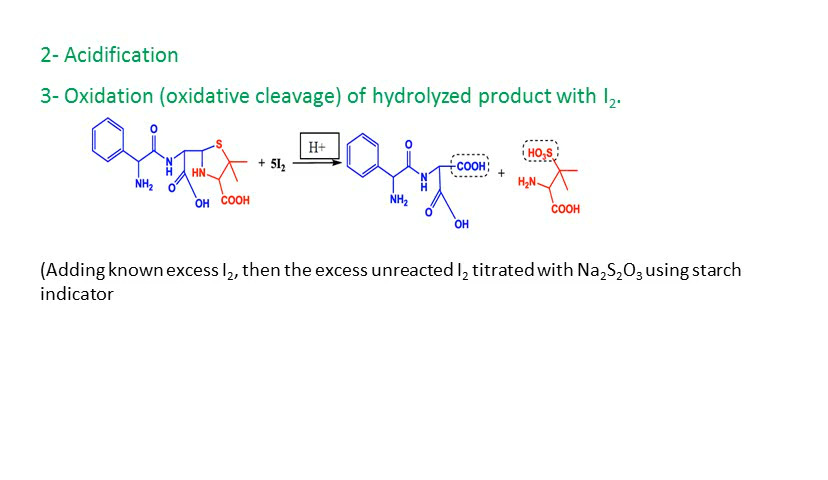 2- Acidification
3- Oxidation (oxidative cleavage) of hydrolyzed product with I₂.
O S
N H HN
NH₂ O
OH COOH
+ 5I₂
H+
O
N H
COOH
NH₂ O
OH
+
HO₃S
H₂N
COOH
(Adding known excess I₂, then the excess unreacted I₂ titrated with Na₂S₂O₃ using starch
indicator